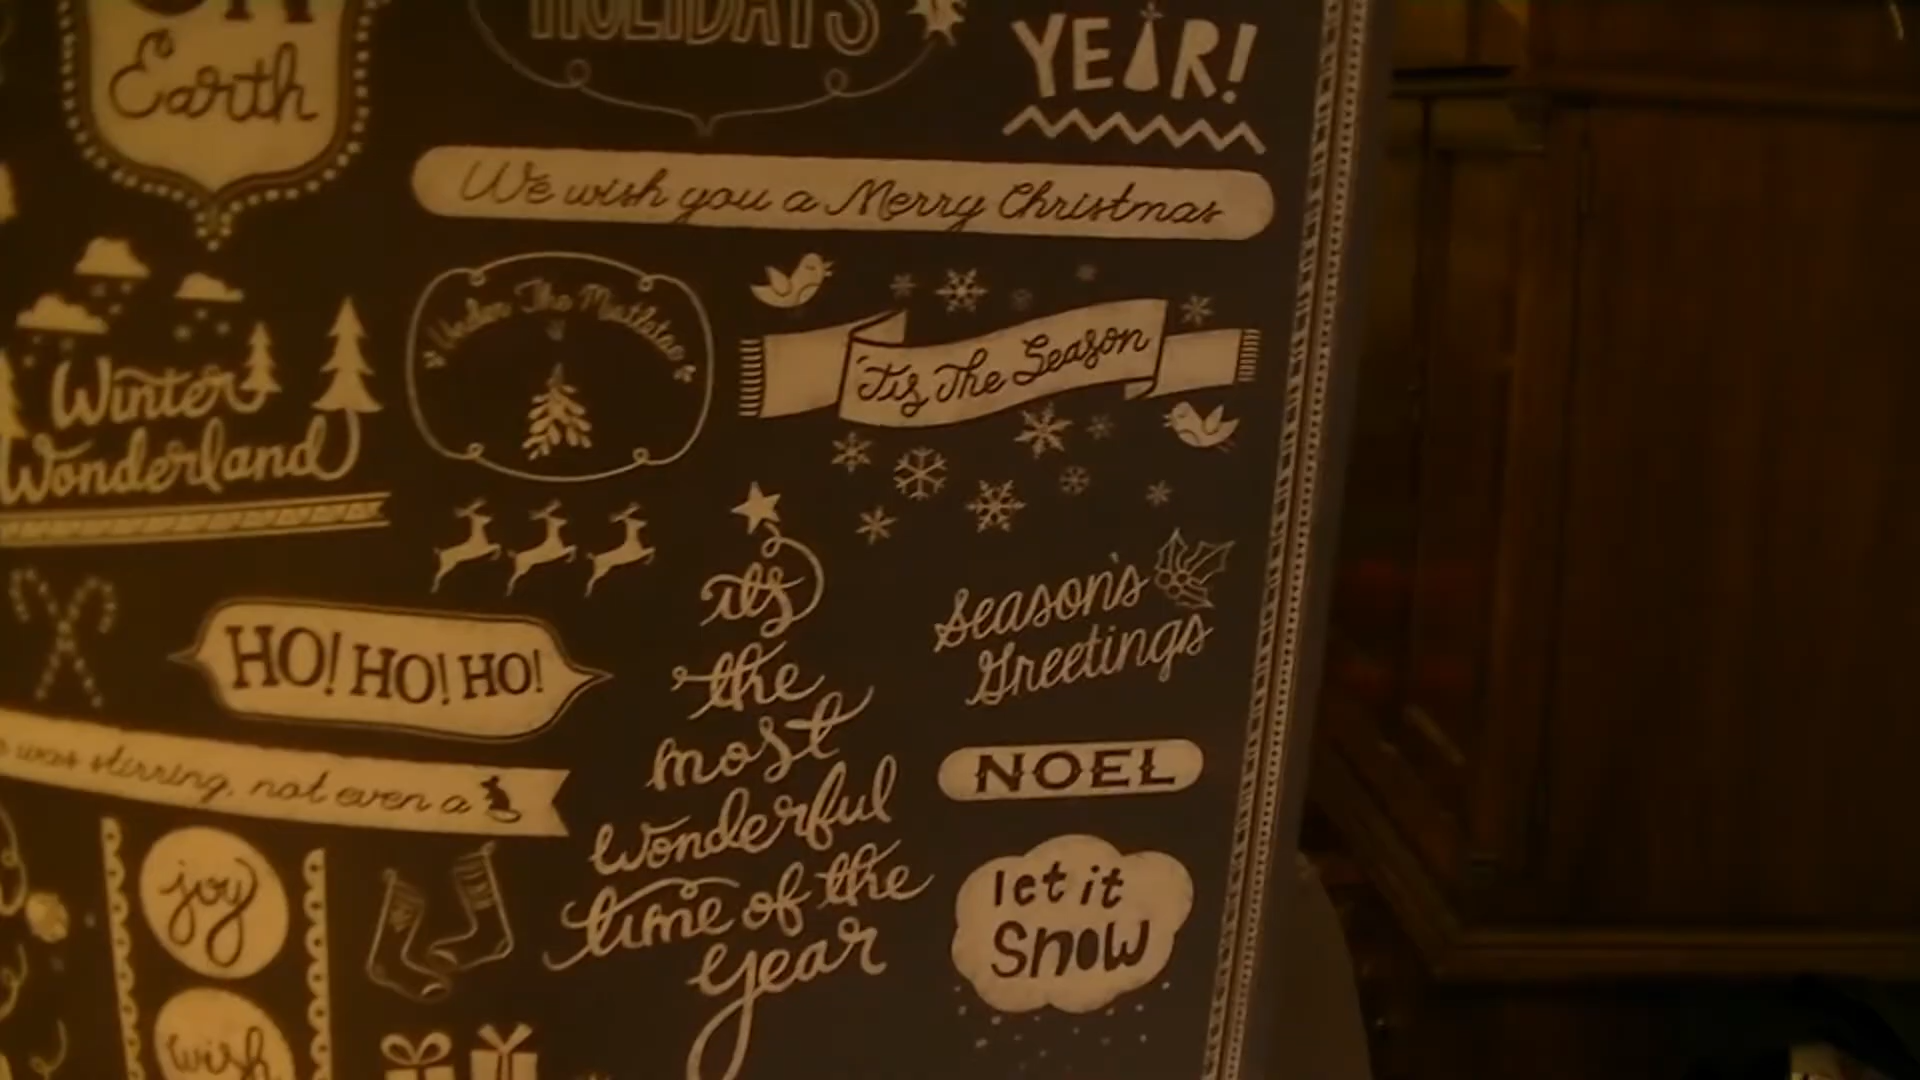 ON
Earth
HOLIDAYS
YEAR!
We wish you a Merry Christmas
Under The Mistletoe
'Tis The Season
Winter
Wonderland
it's
the
most
wonderful
time of the
year
Season's
Greetings
HO! HO! HO!
NOEL
was stirring, not even a
let it
Snow
joy
wish